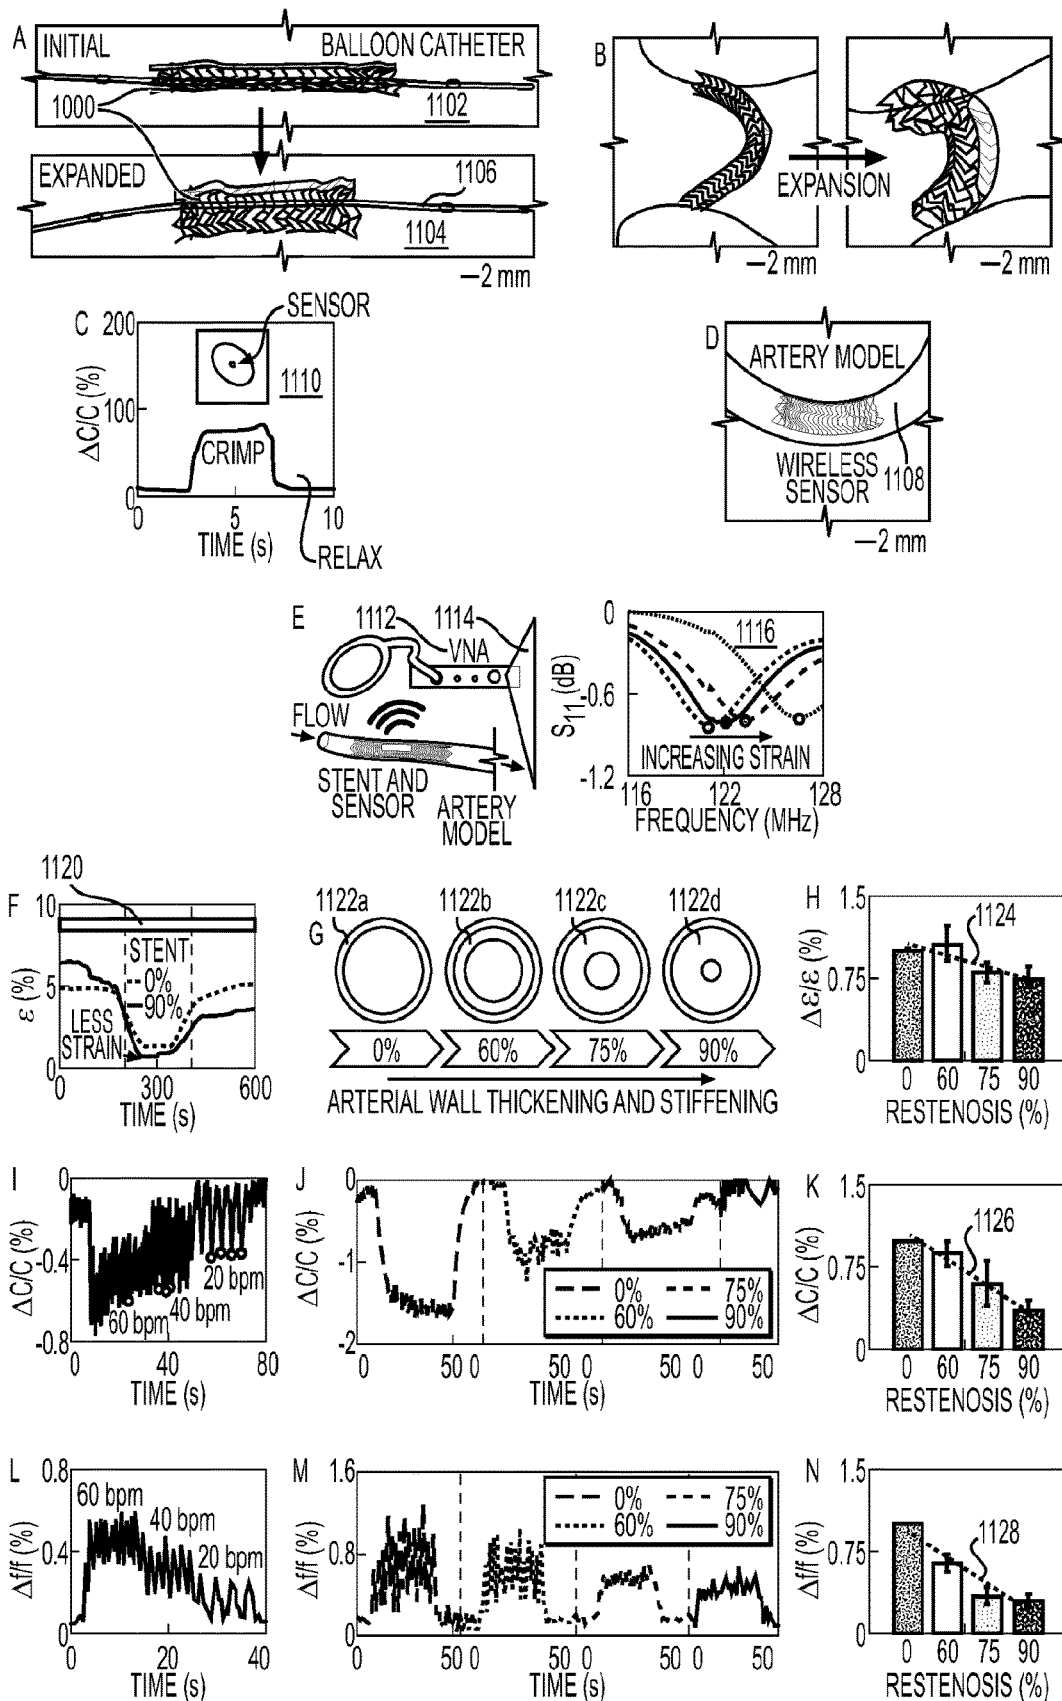 A
INITIAL
BALLOON CATHETER
1000
1102
EXPANDED
1106
1104
2 mm
B
EXPANSION
2 mm
2 mm
C
SENSOR
200
100
0
ΔC/C (%)
1110
CRIMP
0
5
10
TIME (s)
RELAX
D
ARTERY MODEL
WIRELESS
SENSOR
1108
2 mm
E
1112
1114
VNA
FLOW
STENT AND
SENSOR
ARTERY
MODEL
0
-0.6
-1.2
S11 (dB)
1116
INCREASING STRAIN
116
122
128
FREQUENCY (MHz)
1120
F
10
5
0
ε (%)
STENT
0%
90%
LESS
STRAIN
0
300
600
TIME (s)
G
1122a
1122b
1122c
1122d
0%
60%
75%
90%
ARTERIAL WALL THICKENING AND STIFFENING
H
1.5
0.75
0
Δε/ε (%)
1124
0
60
75
90
RESTENOSIS (%)
I
0
-0.4
-0.8
ΔC/C (%)
60 bpm
40 bpm
20 bpm
0
40
80
TIME (s)
J
0
-1
-2
ΔC/C (%)
0%
75%
60%
90%
0
50 0
50 0
50 0
50
TIME (s)
K
1.5
0.75
0
ΔC/C (%)
1126
0
60
75
90
RESTENOSIS (%)
L
0.8
0.4
0
Δf/f (%)
60 bpm
40 bpm
20 bpm
0
20
40
TIME (s)
M
1.6
0.8
0
Δf/f (%)
0%
75%
60%
90%
0
50 0
50 0
50 0
50
TIME (s)
N
1.5
0.75
0
Δf/f (%)
1128
0
60
75
90
RESTENOSIS (%)